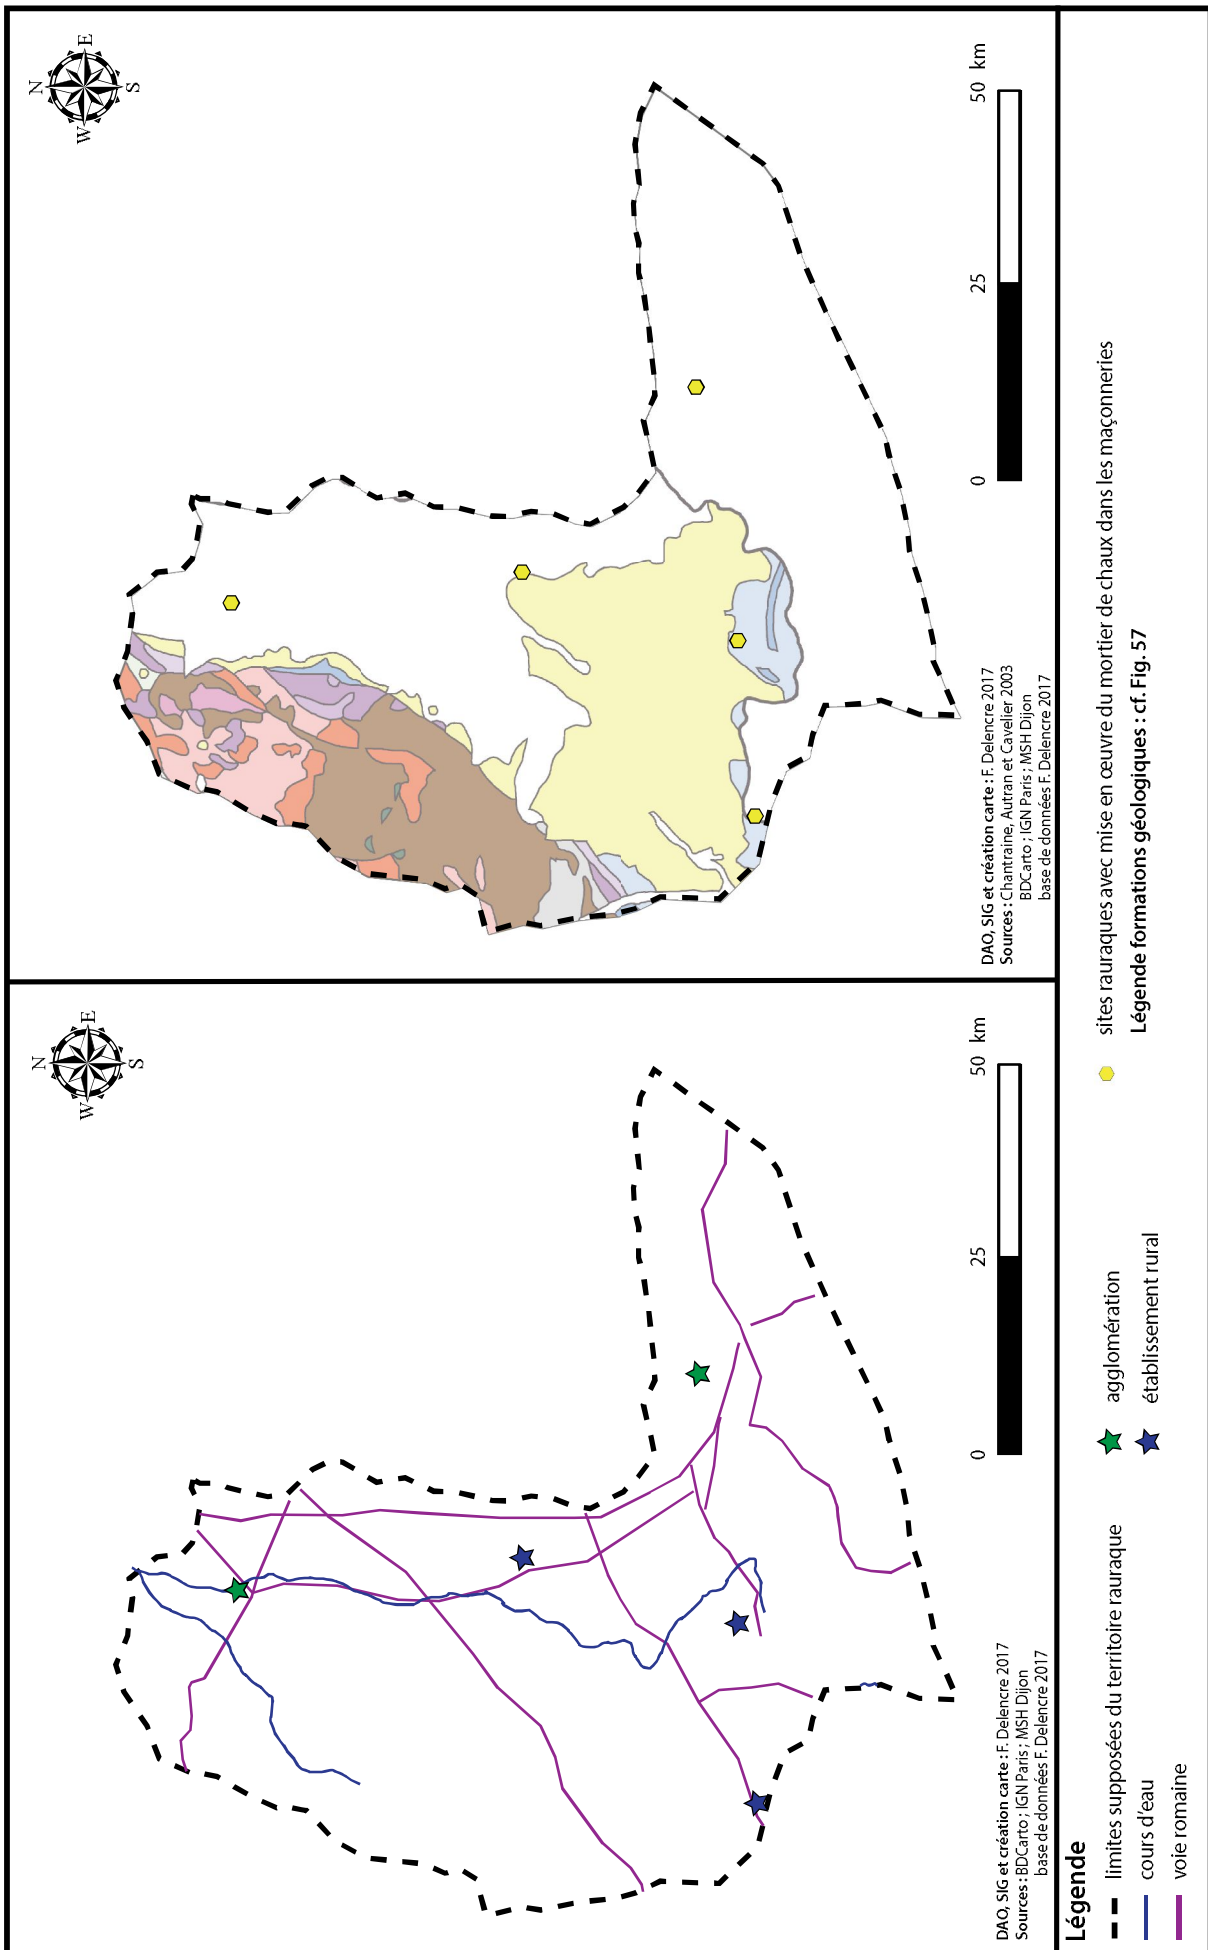 N
E
S
W
0
25
50 km
DAO, SIG et création carte : F. Delencre 2017
Sources : BDCarto ; IGN Paris ; MSH Dijon
base de données F. Delencre 2017
N
E
S
W
0
25
50 km
DAO, SIG et création carte : F. Delencre 2017
Sources : Chantraine, Autran et Cavelier 2003
BDCarto ; IGN Paris ; MSH Dijon
base de données F. Delencre 2017
Légende
limites supposées du territoire rauraque
cours d'eau
voie romaine
agglomération
établissement rural
sites rauraques avec mise en œuvre du mortier de chaux dans les maçonneries
Légende formations géologiques : cf. Fig. 57